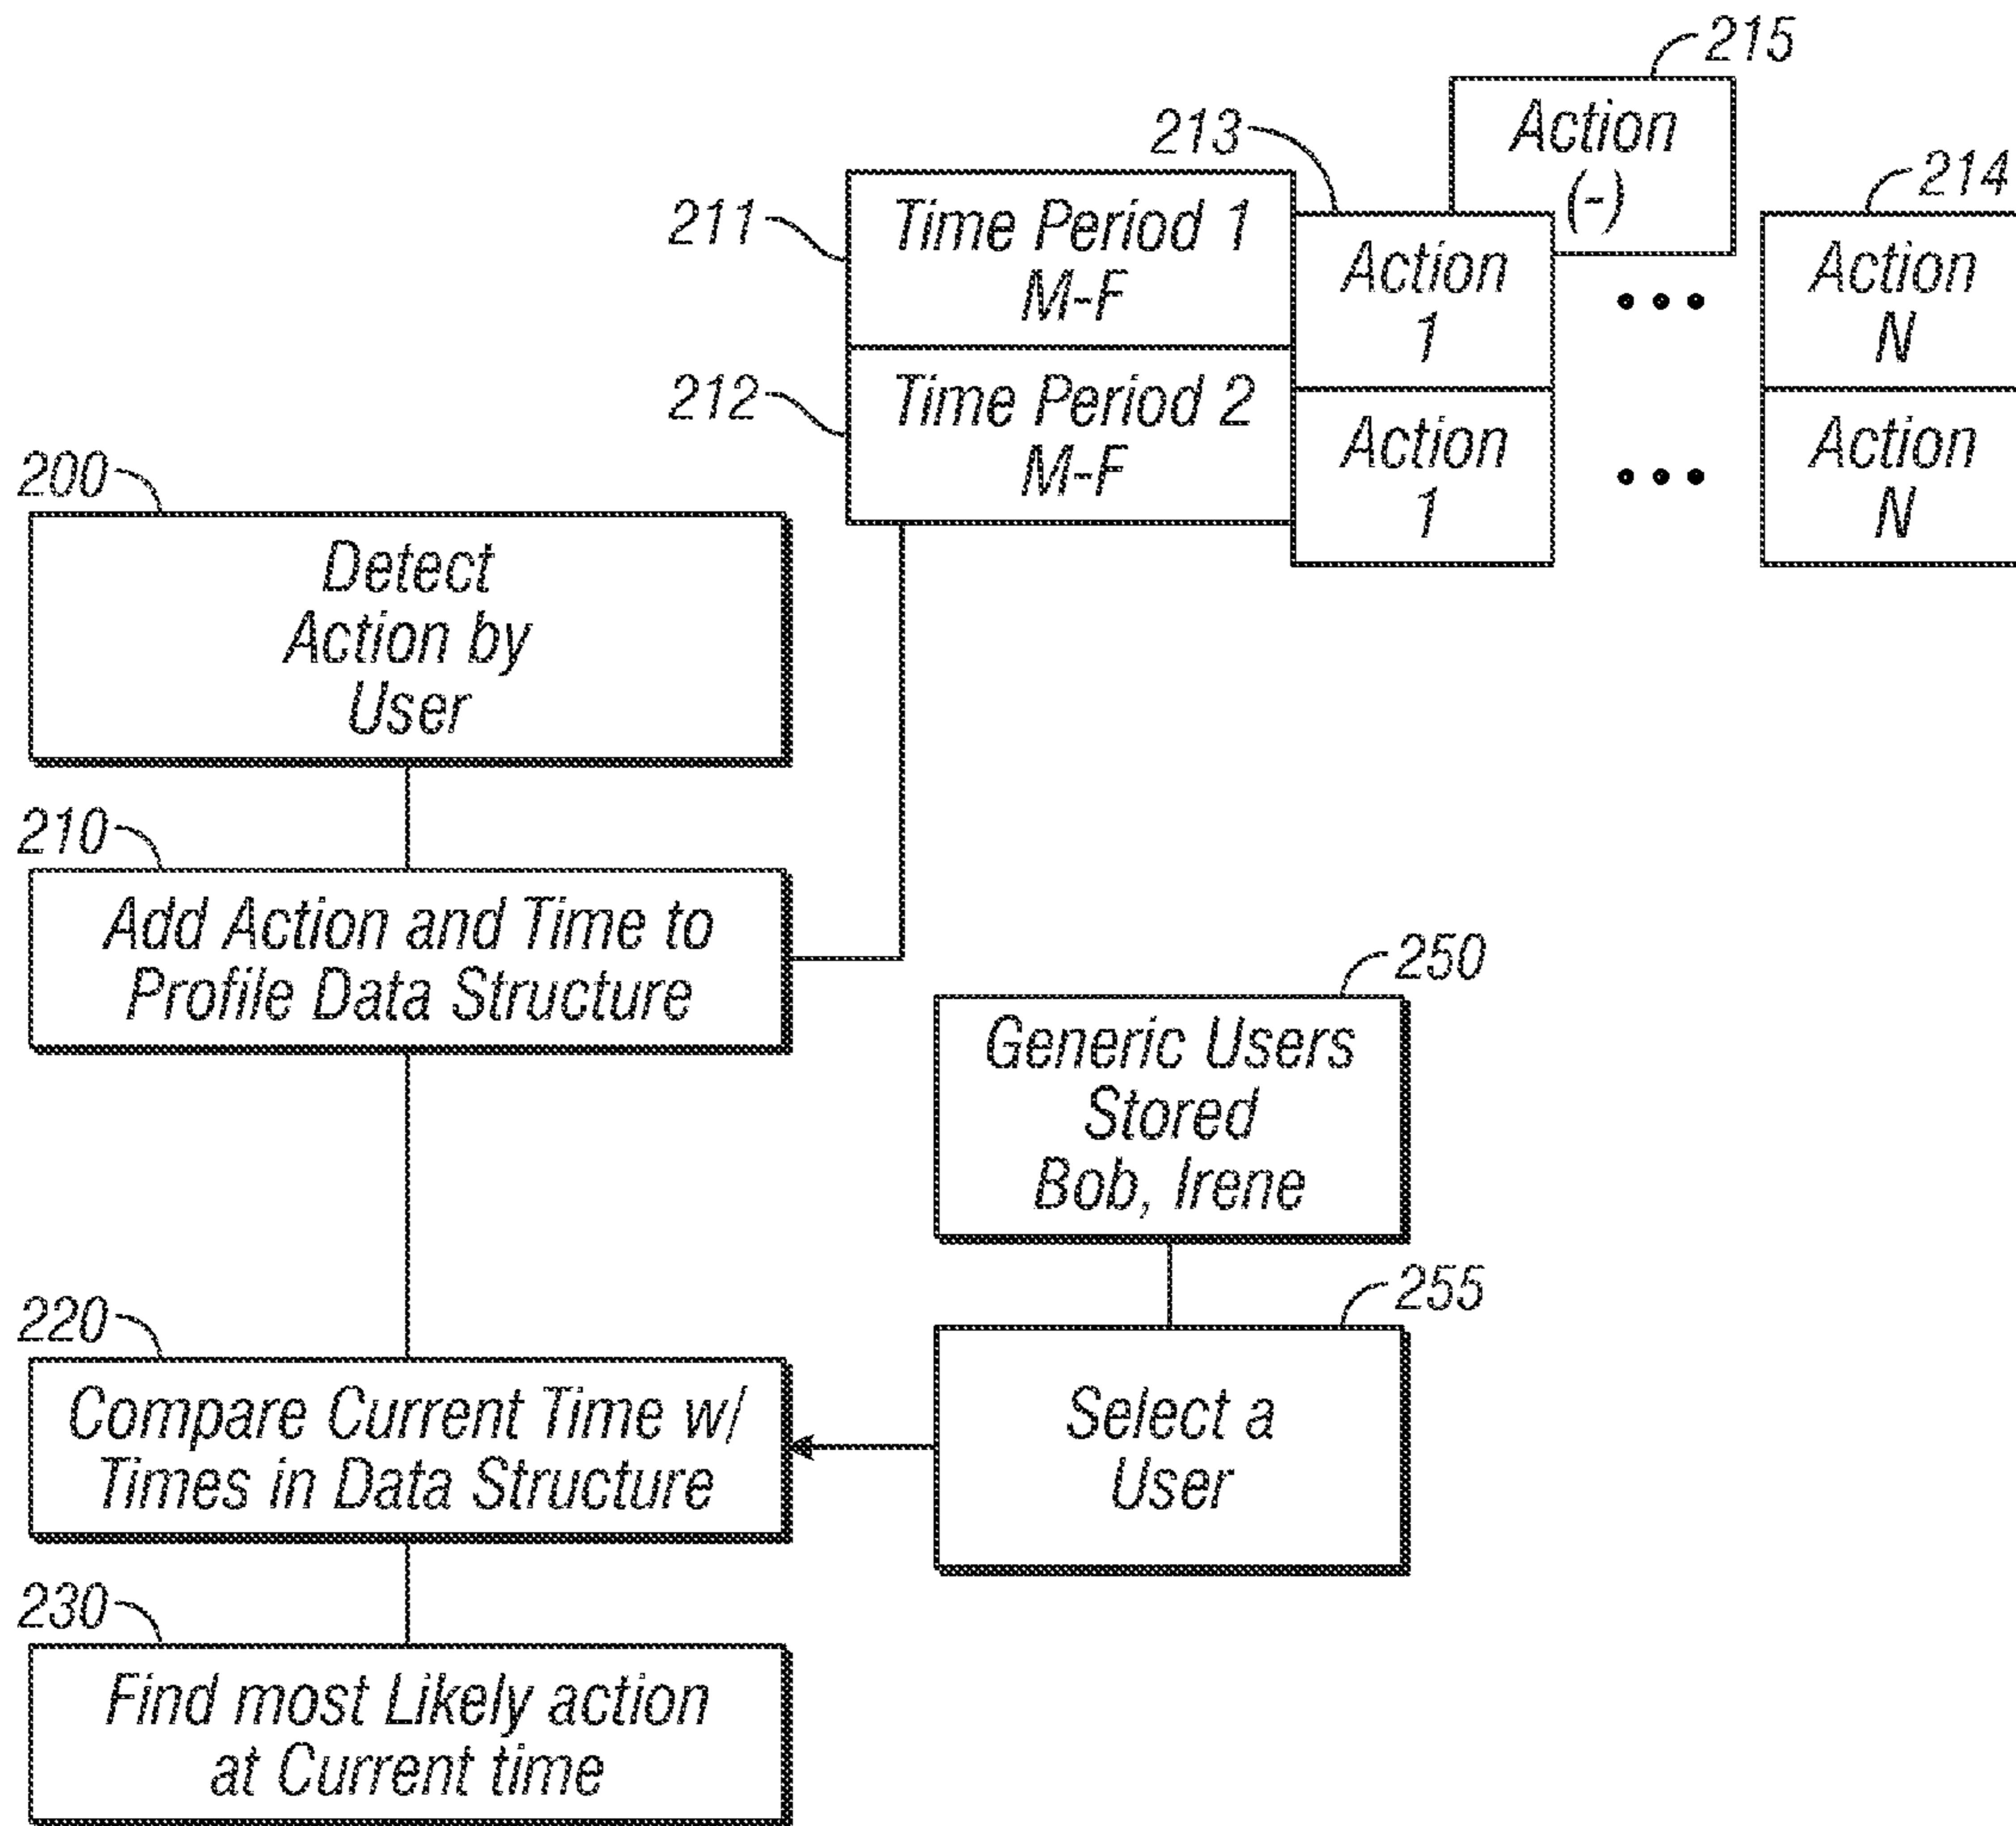 215
Action
(-)
213
214
211
Time Period 1
M-F
Action
1
•••
Action
N
212
Time Period 2
M-F
Action
1
•••
Action
N
200
Detect
Action by
User
210
Add Action and Time to
Profile Data Structure
250
Generic Users
Stored
Bob, Irene
220
Compare Current Time w/
Times in Data Structure
255
Select a
User
230
Find most Likely action
at Current time